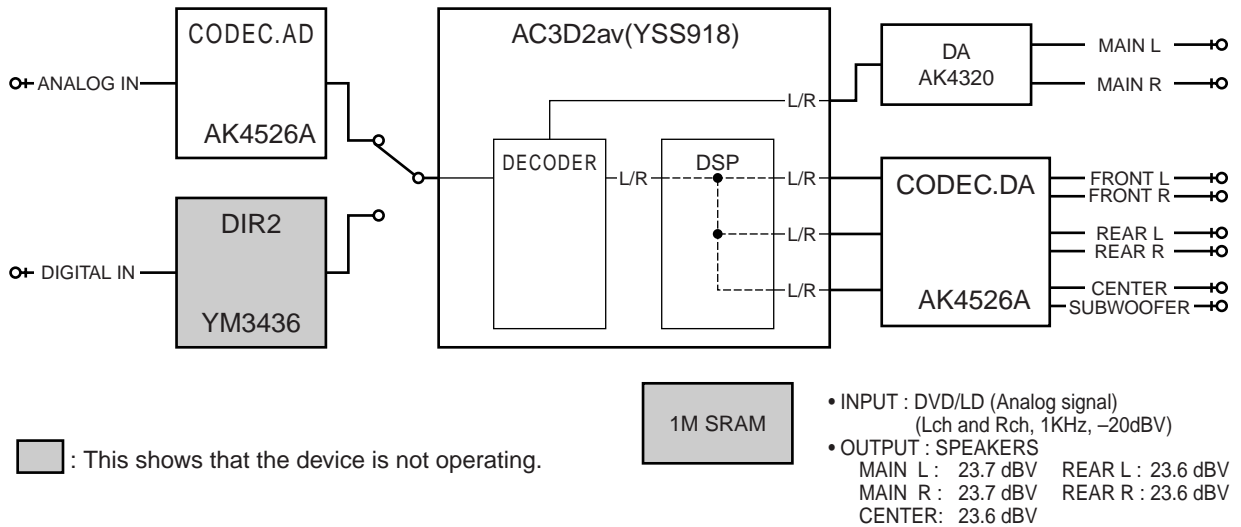 CODEC.AD
AK4526A
ANALOG IN
DIR2
YM3436
DIGITAL IN
AC3D2av(YSS918)
DECODER
L/R
DSP
L/R
L/R
L/R
L/R
DA
AK4320
MAIN L
MAIN R
CODEC.DA
AK4526A
FRONT L
FRONT R
REAR L
REAR R
CENTER
SUBWOOFER
: This shows that the device is not operating.
1M SRAM
• INPUT : DVD/LD (Analog signal)
(Lch and Rch, 1KHz, –20dBV)
• OUTPUT : SPEAKERS
MAIN L : 23.7 dBV REAR L : 23.6 dBV
MAIN R : 23.7 dBV REAR R : 23.6 dBV
CENTER: 23.6 dBV